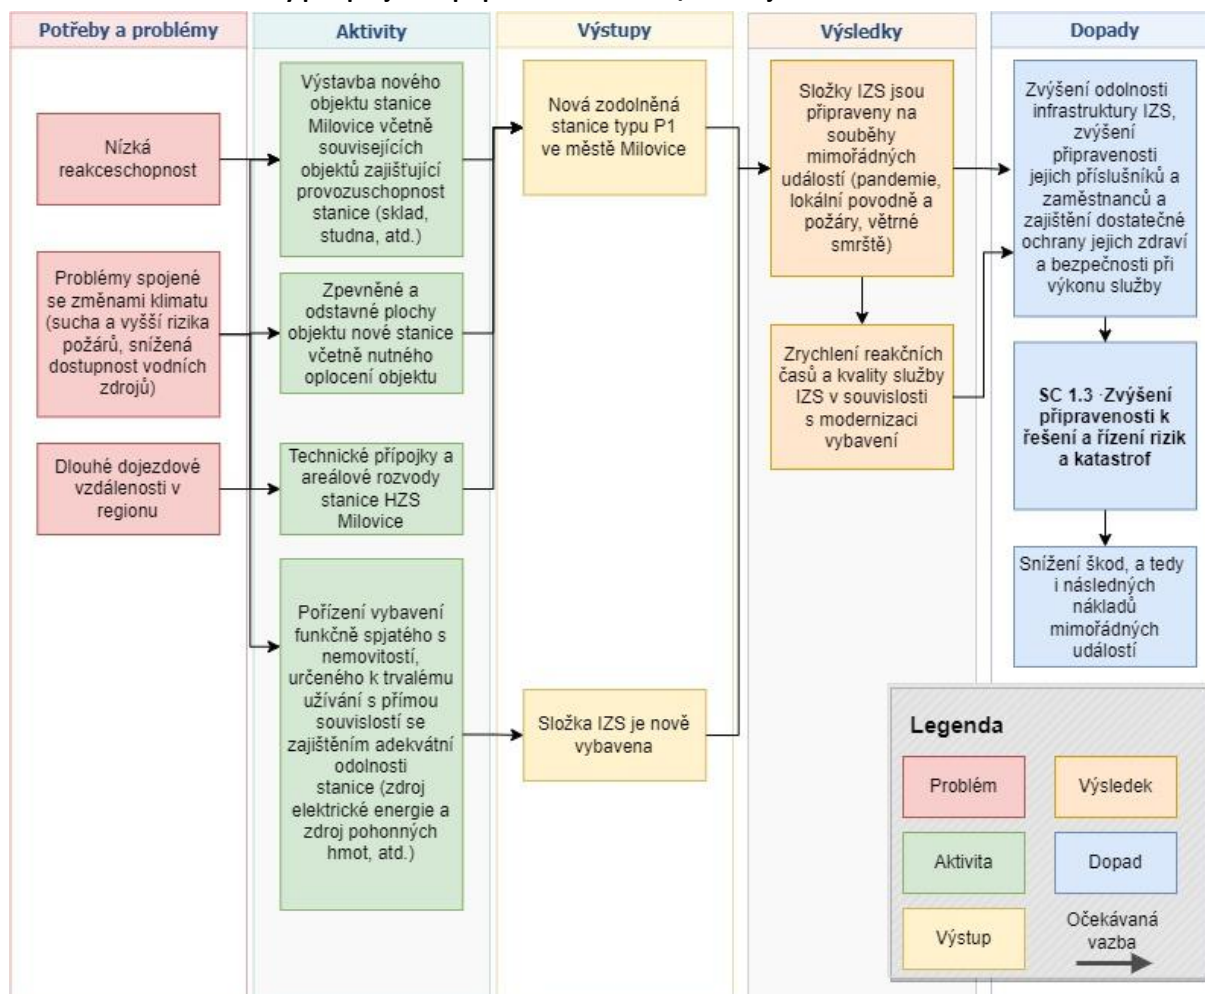 Potřeby a problémy
Nízká
reakceschopnost
Problémy spojené
se změnami klimatu
(sucha a vyšší rizika
požárů, snížená
dostupnost vodních
zdrojů)
Dlouhé dojezdové
vzdálenosti v
regionu
Aktivity
Výstavba nového
objektu stanice
Milovice včetně
souvisejících
objektů zajišťující
provozuschopnost
stanice (sklad,
studna, atd.)
Zpevněné a
odstavné plochy
objektu nové stanice
včetně nutného
oplocení objektu
Technické přípojky a
areálové rozvody
stanice HZS
Milovice
Pořízení vybavení
funkčně spjatého s
nemovitostí,
určeného k trvalému
užívání s přímou
souvislostí se
zajištěním adekvátní
odolnosti
stanice (zdroj
elektrické energie a
zdroj pohonných
hmot, atd.)
Výstupy
Nová zodolněná
stanice typu P1
ve městě Milovice
Složka IZS je nově
vybavena
Výsledky
Složky IZS jsou
připraveny na
souběhy
mimořádných
událostí (pandemie,
lokální povodně a
požáry, větrné
smrště)
Zrychlení reakčních
časů a kvality služby
IZS v souvislosti
s modernizaci
vybavení
Dopady
Zvýšení odolnosti
infrastruktury IZS,
zvýšení
připravenosti
jejich příslušníků a
zaměstnanců a
zajištění dostatečné
ochrany jejich zdraví
a bezpečnosti při
výkonu služby
SC 1.3 ·Zvýšení
připravenosti k
řešení a řízení rizik
a katastrof
Snížení škod, a tedy
i následných
nákladů
mimořádných
událostí
Legenda
Problém
Výsledek
Aktivita
Dopad
Výstup
Očekávaná
vazba